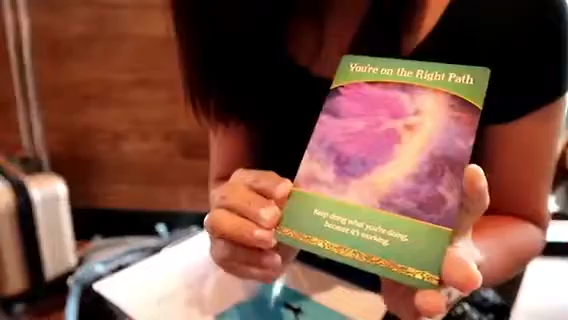 You're on the Right Path
Keep doing what you're doing,
because it's working.